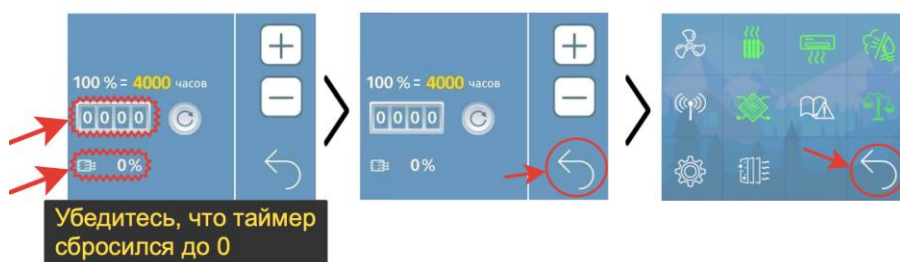 100 % = 4000 часов
0000
0%
100 % = 4000 часов
0000
0%
Убедитесь, что таймер
сбросился до 0